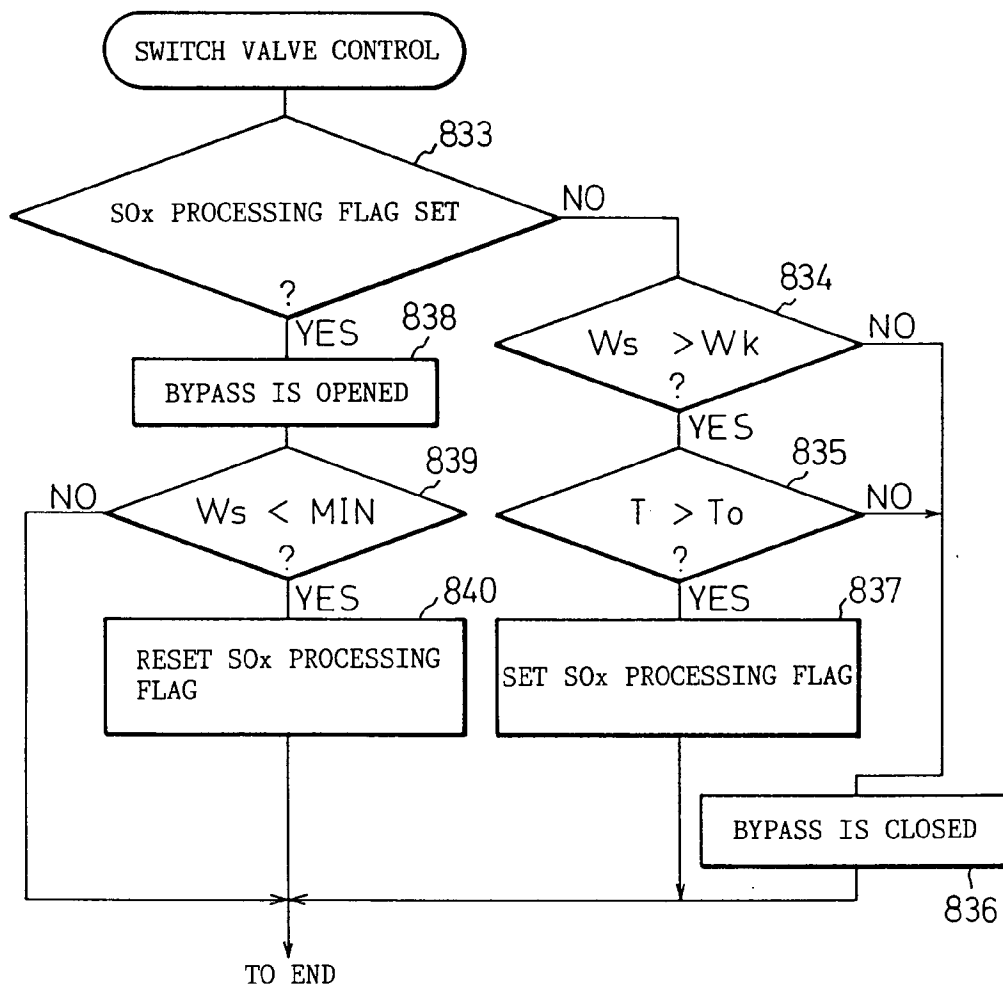 SWITCH VALVE CONTROL
833
SOx PROCESSING FLAG SET
?
NO
YES
838
BYPASS IS OPENED
834
Ws > Wk
?
NO
YES
839
NO
Ws < MIN
?
YES
835
T > To
?
NO
YES
840
RESET SOx PROCESSING
FLAG
837
SET SOx PROCESSING FLAG
BYPASS IS CLOSED
836
TO END